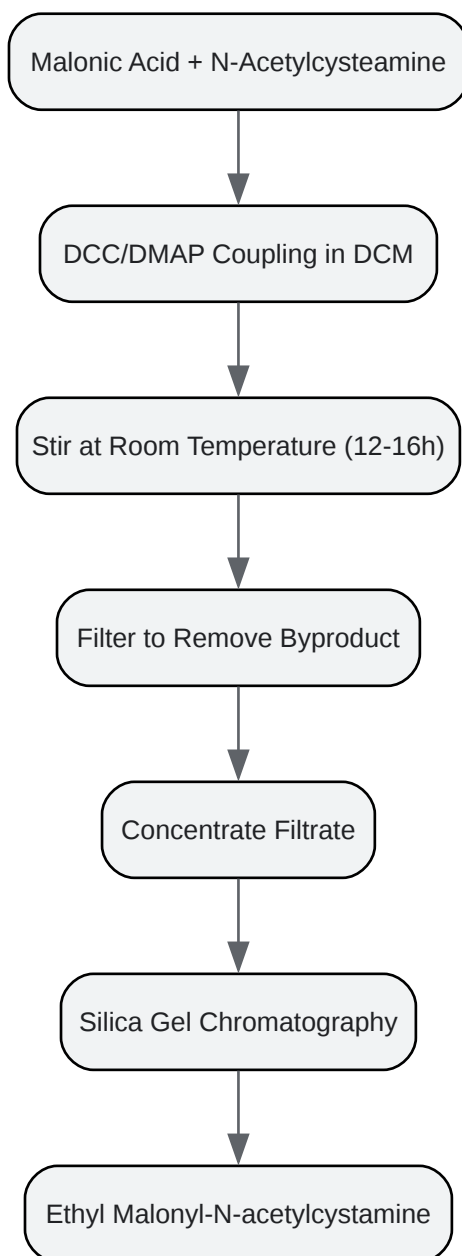 Malonic Acid + N-Acetylcysteamine
DCC/DMAP Coupling in DCM
Stir at Room Temperature (12-16h)
Filter to Remove Byproduct
Concentrate Filtrate
Silica Gel Chromatography
Ethyl Malonyl-N-acetylcystamine